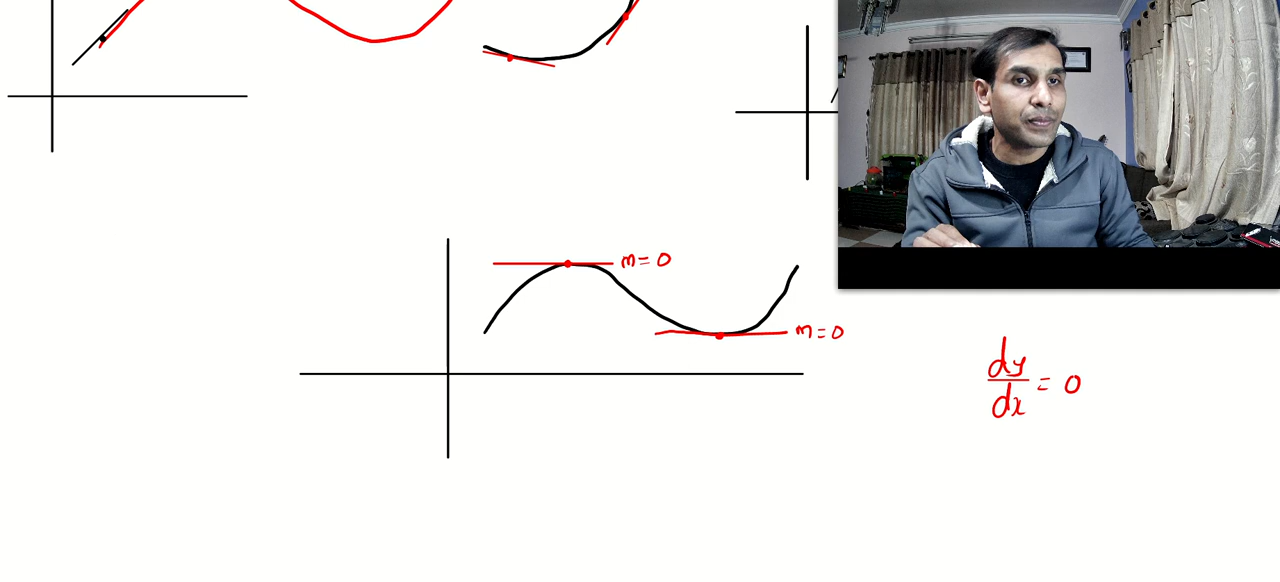 m = 0
m = 0
dy/dx = 0